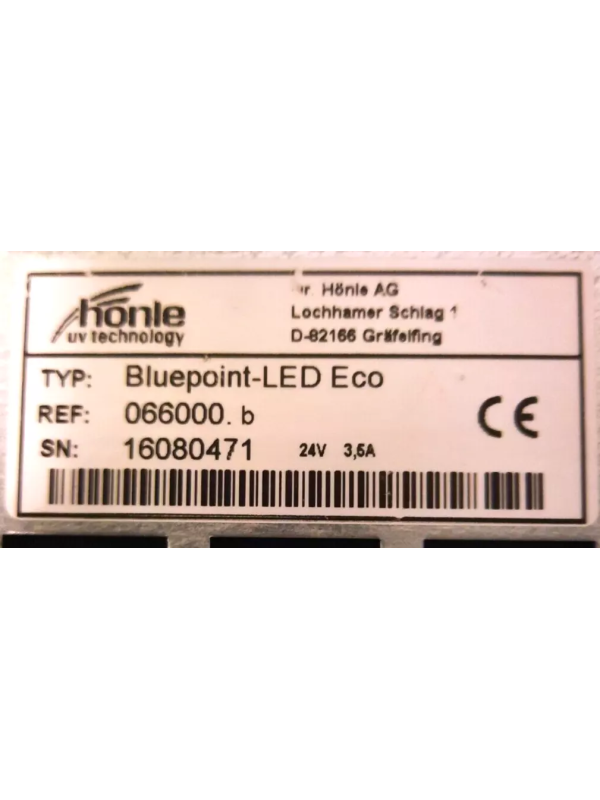 hönle
uv technology
Hönle AG
Lochhamer Schlag 1
D-82166 Gräfelfing
TYP: Bluepoint-LED Eco
REF: 066000. b
CE
SN: 16080471 24V 3,5A